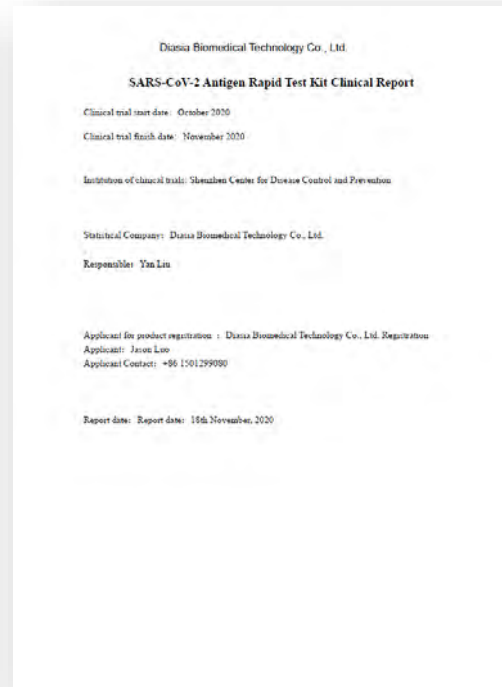 Diasia Biomedical Technology Co., Ltd.
SARS-CoV-2 Antigen Rapid Test Kit Clinical Report
Clinical trial start date: October 2020
Clinical trial finish date: November 2020
Institution of clinical trials: Shenzhen Center for Disease Control and Prevention
Statistical Company: Diasia Biomedical Technology Co., Ltd.
Responsible: Yan Liu
Applicant for product registration : Diasia Biomedical Technology Co., Ltd. Registration
Applicant: Jason Luo
Applicant Contact: +86 1501299080
Report date: Report date: 18th November, 2020